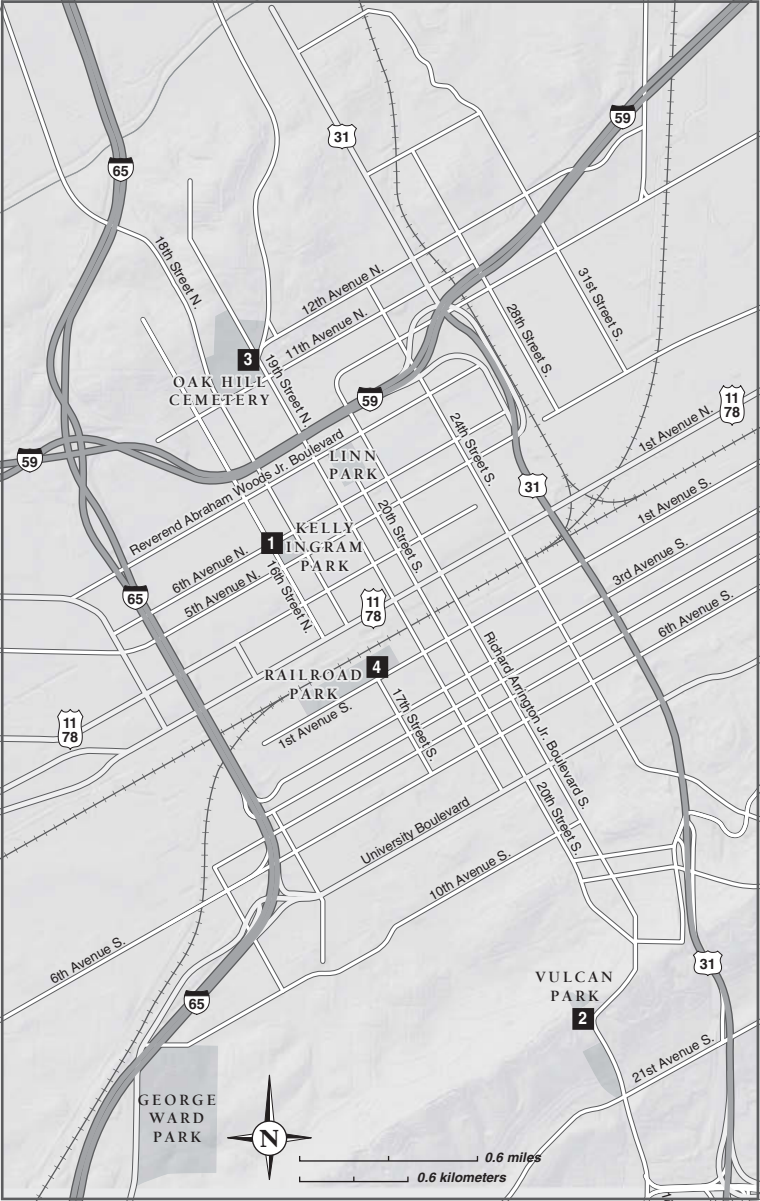 59
31
65
18th Street N.
12th Avenue N.
31st Street S.
28th Street S.
11th Avenue N.
3
19th Street N.
OAK HILL
CEMETERY
59
11
78
1st Avenue N.
24th Street S.
Reverend Abraham Woods Jr. Boulevard
LINN
PARK
59
31
1st Avenue S.
20th Street S.
KELLY
INGRAM
PARK
1
6th Avenue N.
5th Avenue N.
16th Street N.
3rd Avenue S.
65
11
78
6th Avenue S.
RAILROAD
PARK
4
Richard Arrington Jr. Boulevard S.
11
78
1st Avenue S.
17th Street S.
20th Street S.
University Boulevard
10th Avenue S.
6th Avenue S.
31
VULCAN
PARK
2
65
21st Avenue S.
GEORGE
WARD
PARK
N
0.6 miles
0.6 kilometers